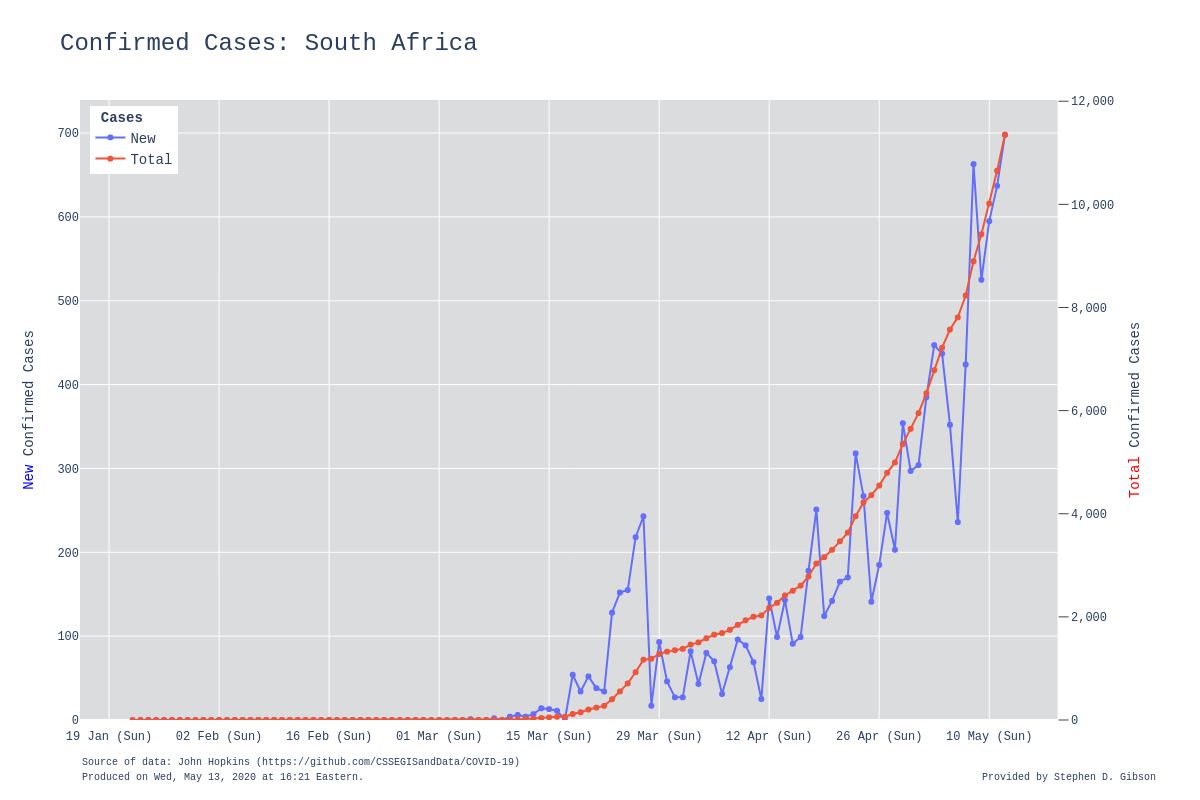 Confirmed Cases: South Africa
Cases
New
Total
700
600
500
400
300
200
100
0
New Confirmed Cases
12,000
10,000
8,000
6,000
4,000
2,000
0
Total Confirmed Cases
19 Jan (Sun) 02 Feb (Sun) 16 Feb (Sun) 01 Mar (Sun) 15 Mar (Sun) 29 Mar (Sun) 12 Apr (Sun) 26 Apr (Sun) 10 May (Sun)
Source of data: John Hopkins (https://github.com/CSSEGISandData/COVID-19)
Produced on Wed, May 13, 2020 at 16:21 Eastern.
Provided by Stephen D. Gibson